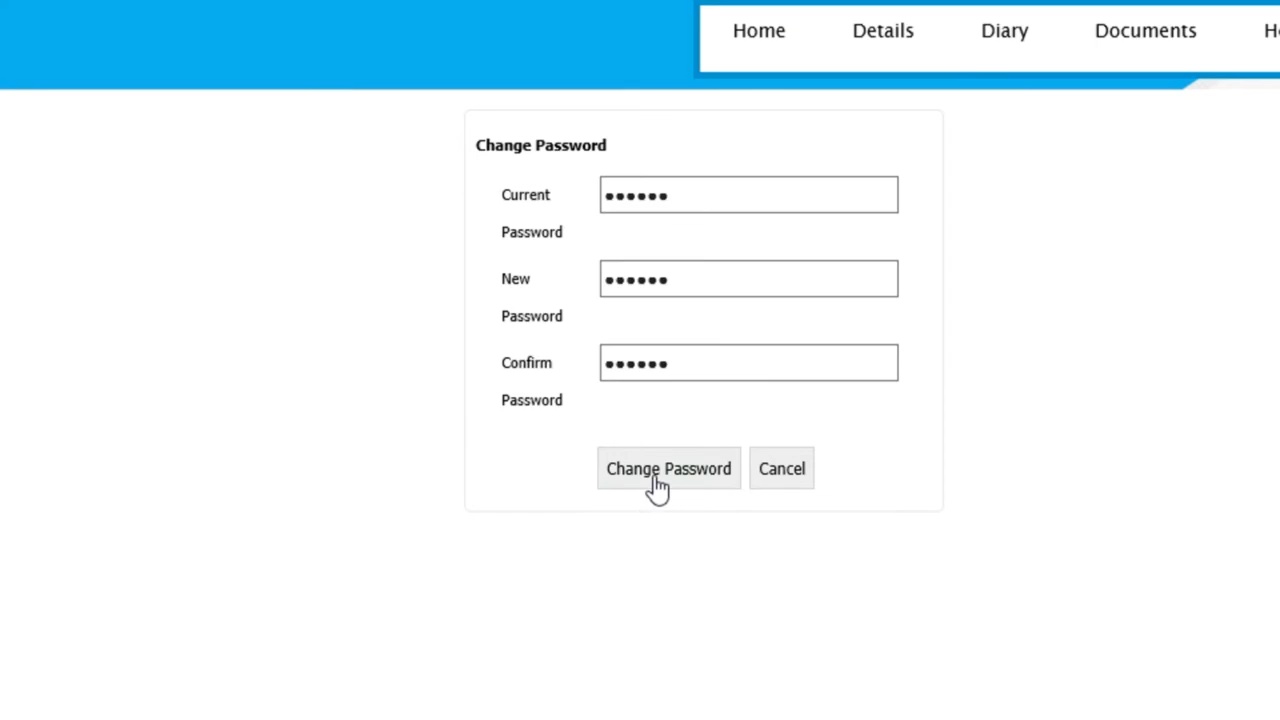 Home Details Diary Documents
Change Password
Current
Password
••••••
New
Password
••••••
Confirm
Password
••••••
Change Password Cancel